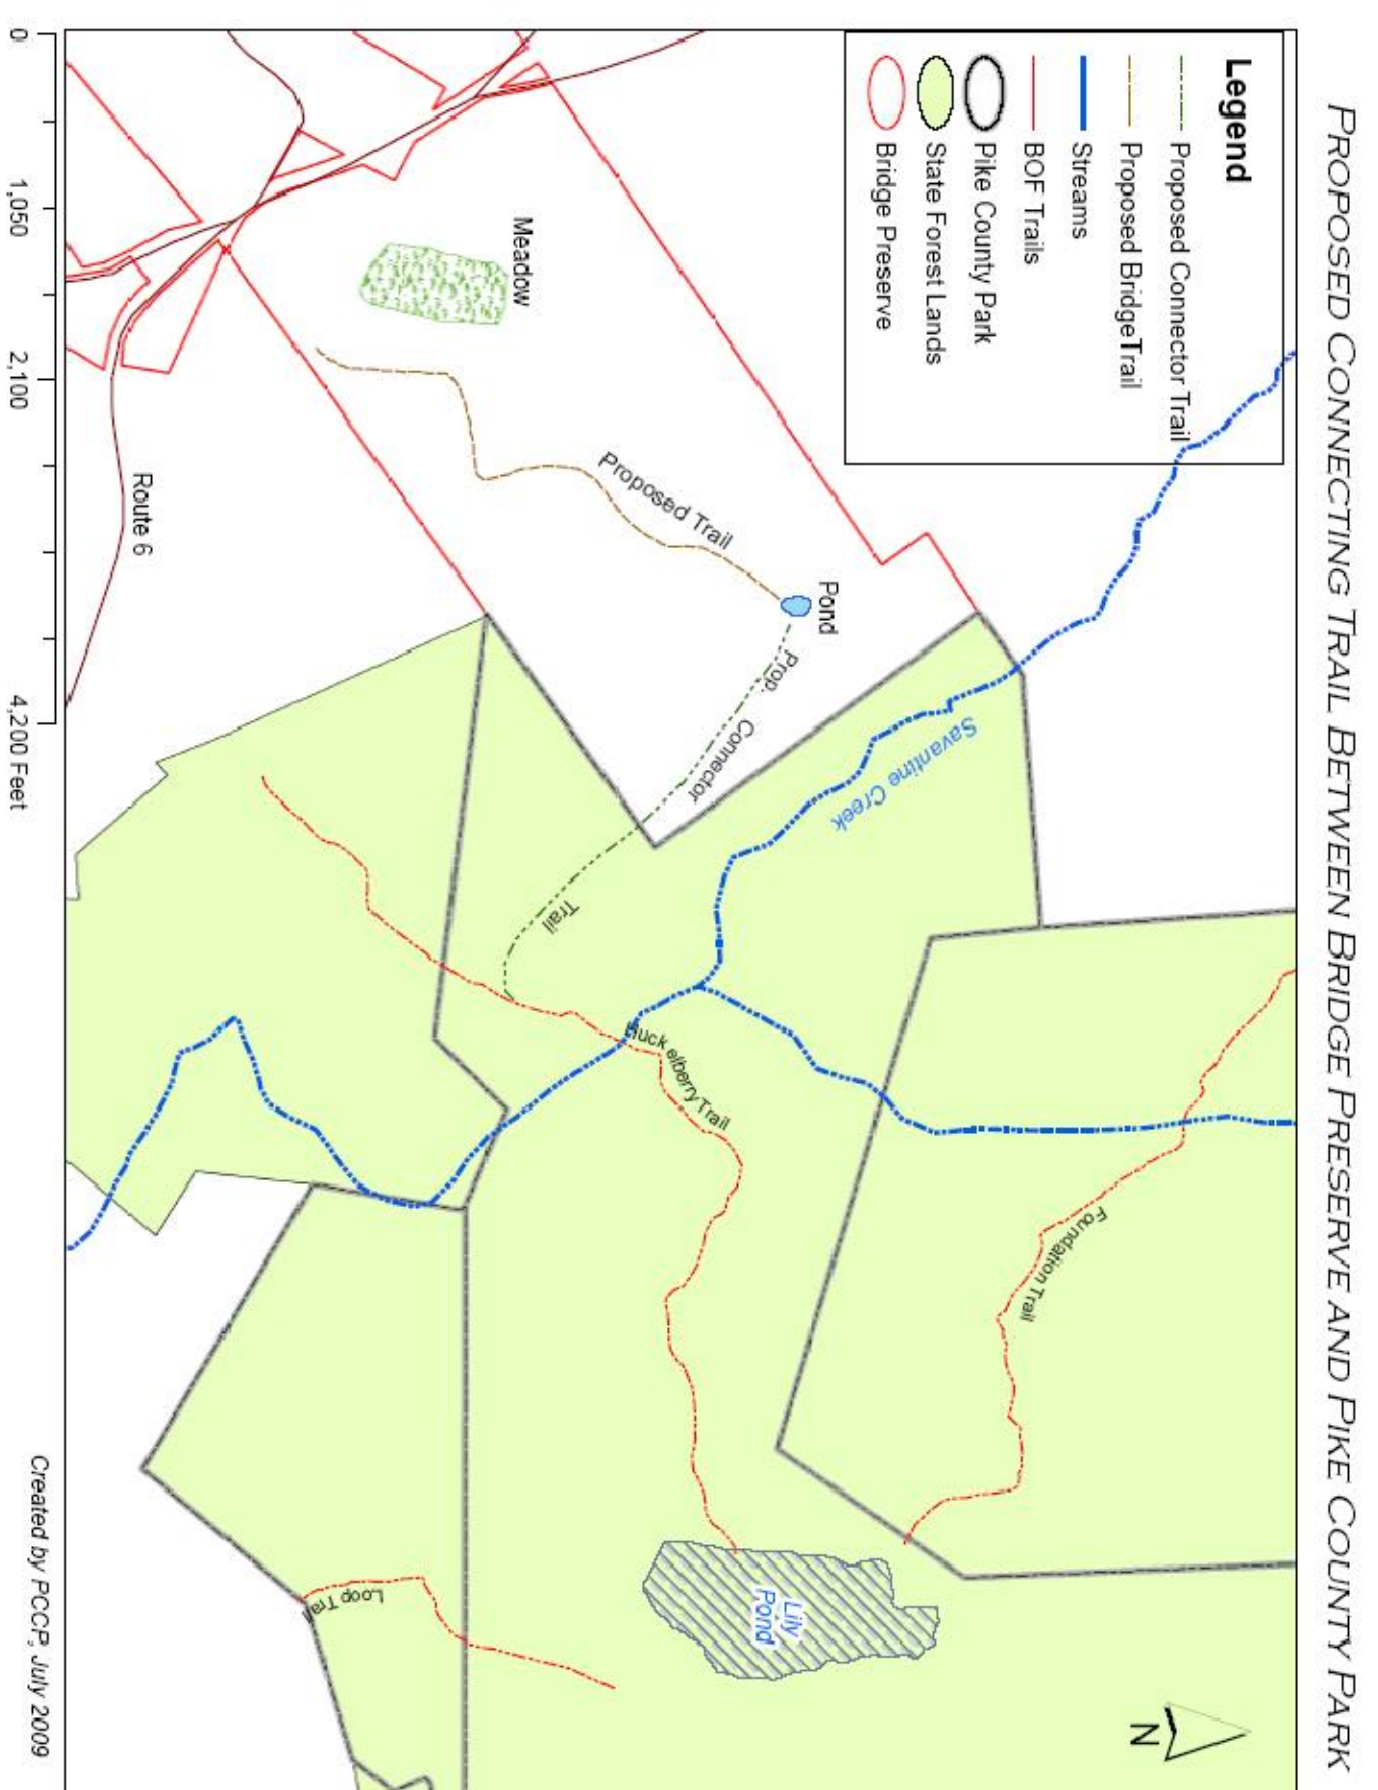 PROPOSED CONNECTING TRAIL BETWEEN BRIDGE PRESERVE AND PIKE COUNTY PARK
Legend
Proposed Connector Trail
Proposed BridgeTrail
Streams
BOF Trails
Pike County Park
State Forest Lands
Bridge Preserve
Savantine Creek
Foundation Trail
Pond
Prop.
Connector
Trail
Proposed Trail
Huckelberry Trail
Lily
Pond
Meadow
Loop Trail
Route 6
N
0
1,050
2,100
4,200 Feet
Created by PCCP, July 2009